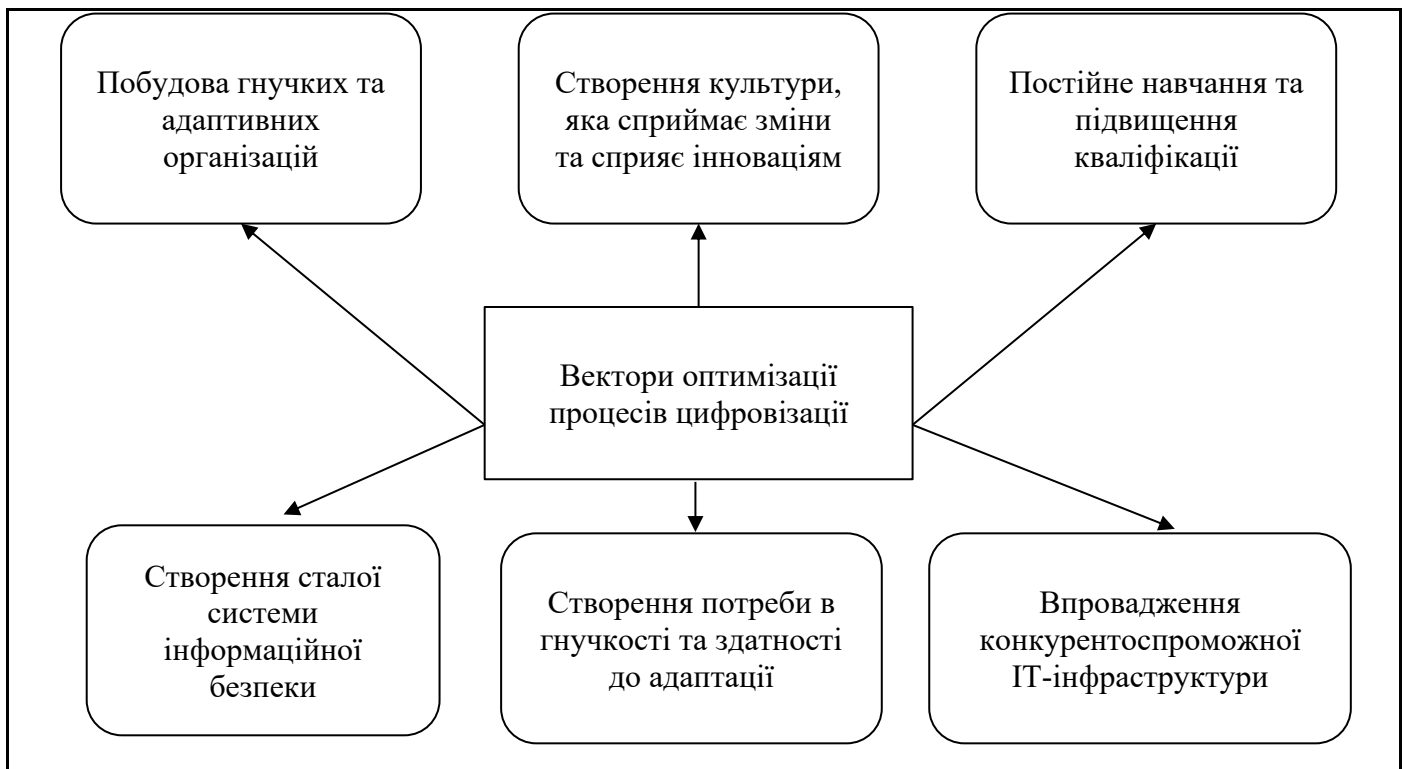 Побудова гнучких та
адаптивних
організацій
Створення культури,
яка сприймає зміни
та сприяє інноваціям
Постійне навчання та
підвищення
кваліфікації
Вектори оптимізації
процесів цифровізації
Створення сталої
системи
інформаційної
безпеки
Створення потреби в
гнучкості та здатності
до адаптації
Впровадження
конкурентоспроможної
ІТ-інфраструктури